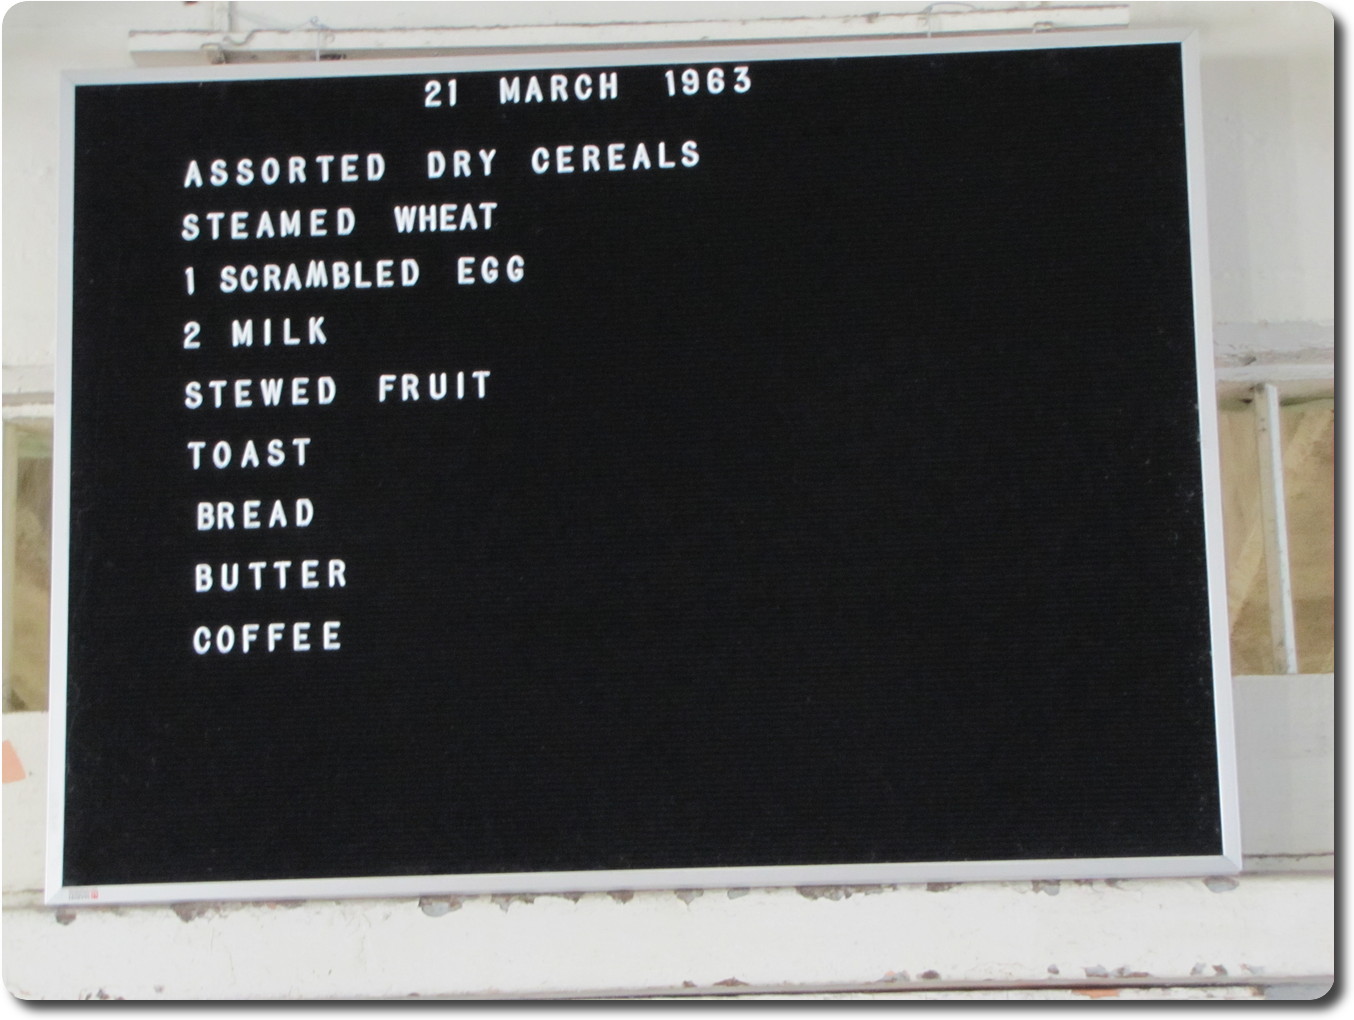 21 MARCH 1963
ASSORTED DRY CEREALS
STEAMED WHEAT
1 SCRAMBLED EGG
2 MILK
STEWED FRUIT
TOAST
BREAD
BUTTER
COFFEE